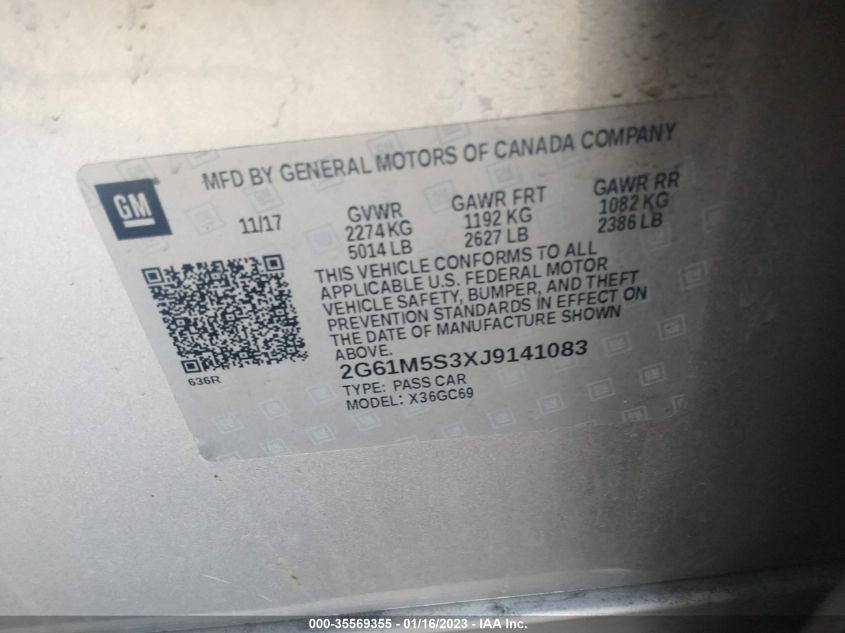 MFD BY GENERAL MOTORS OF CANADA COMPANY
GM
11/17
GVWR
2274 KG
5014 LB
GAWR FRT
1192 KG
2627 LB
GAWR RR
1082 KG
2386 LB
THIS VEHICLE CONFORMS TO ALL
APPLICABLE U.S. FEDERAL MOTOR
VEHICLE SAFETY, BUMPER, AND THEFT
PREVENTION STANDARDS IN EFFECT ON
THE DATE OF MANUFACTURE SHOWN
ABOVE.
636R
2G61M5S3XJ9141083
TYPE: PASS CAR
MODEL: X36GC69
000-35569355 - 01/16/2023 - IAA Inc.